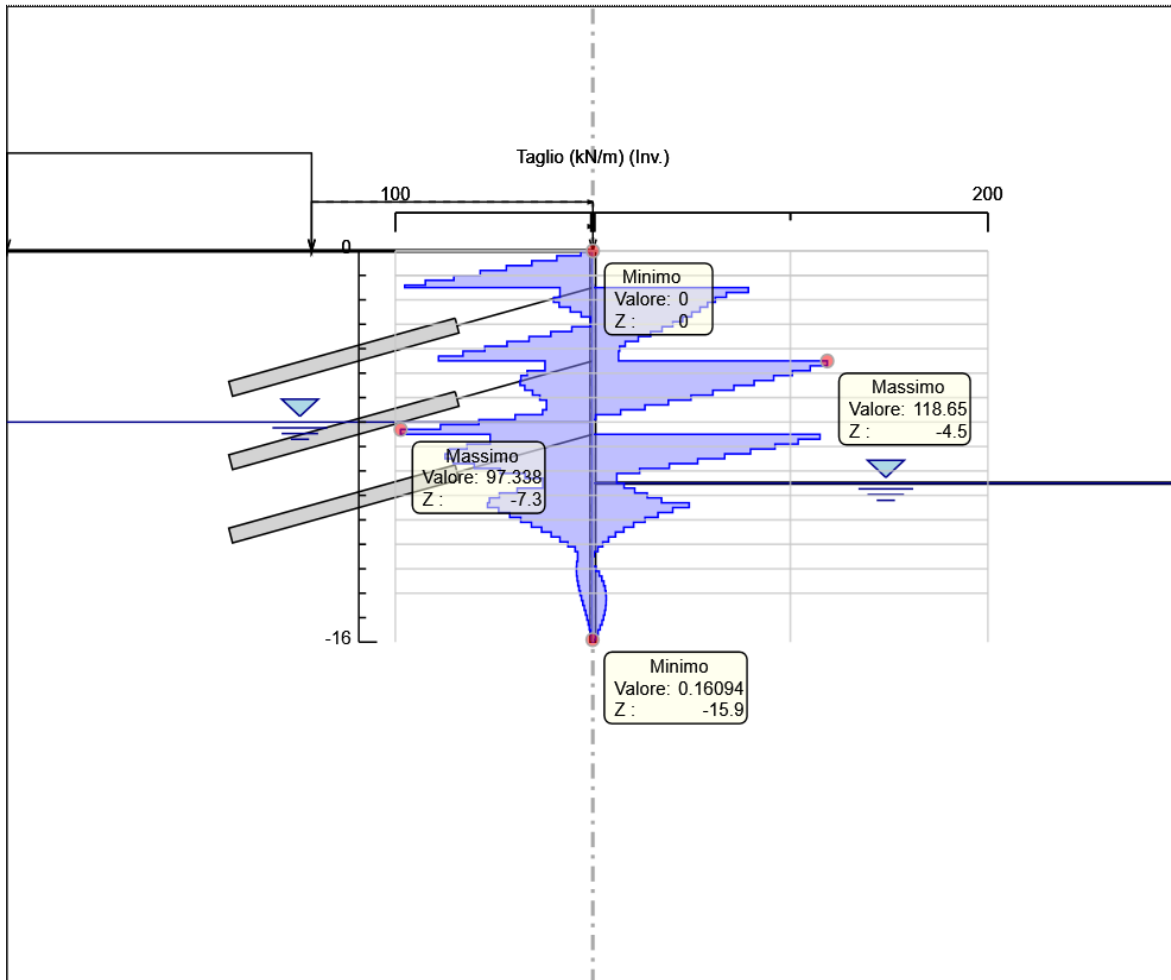 Taglio (kN/m) (Inv.)
100
200
0
Minimo
Valore: 0
Z : 0
Massimo
Valore: 118.65
Z : -4.5
Massimo
Valore: 97.338
Z : -7.3
-16
Minimo
Valore: 0.16094
Z : -15.9